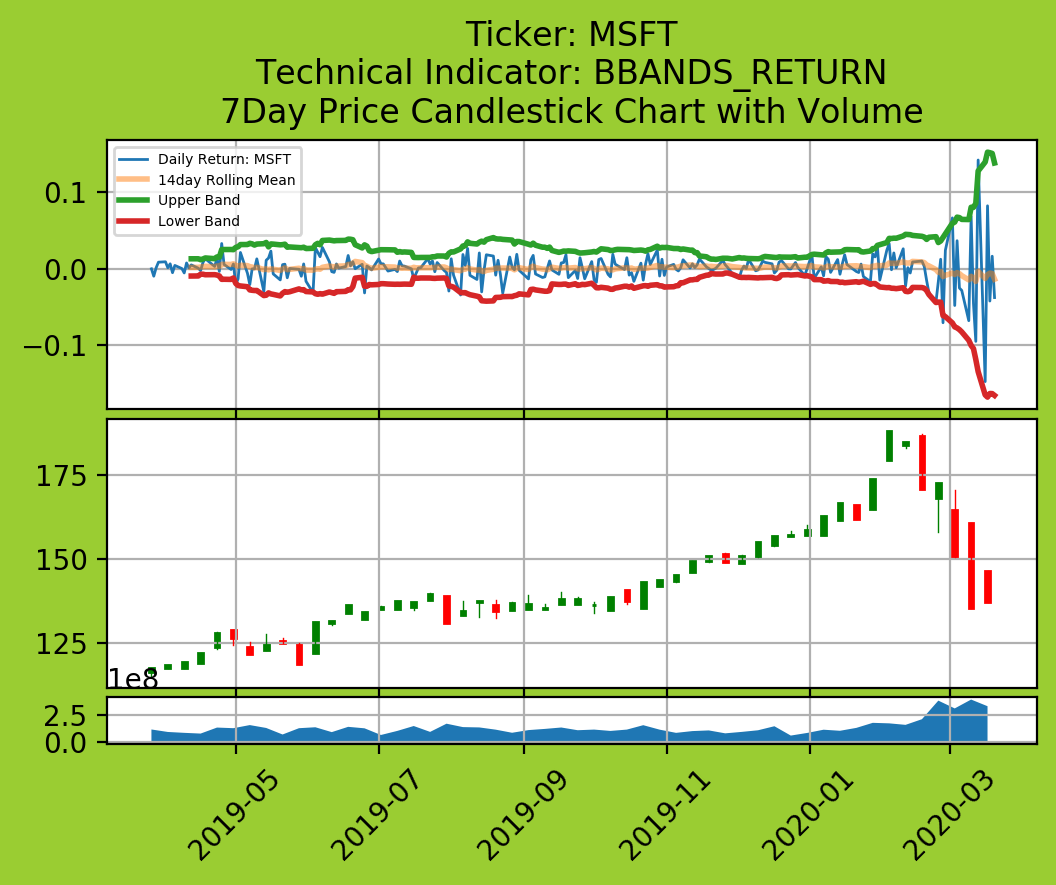 Ticker: MSFT
Technical Indicator: BBANDS_RETURN
7Day Price Candlestick Chart with Volume
Daily Return: MSFT
14day Rolling Mean
Upper Band
Lower Band
0.1
0.0
−0.1
175
150
125
1e8
2.5
0.0
2019-05
2019-07
2019-09
2019-11
2020-01
2020-03